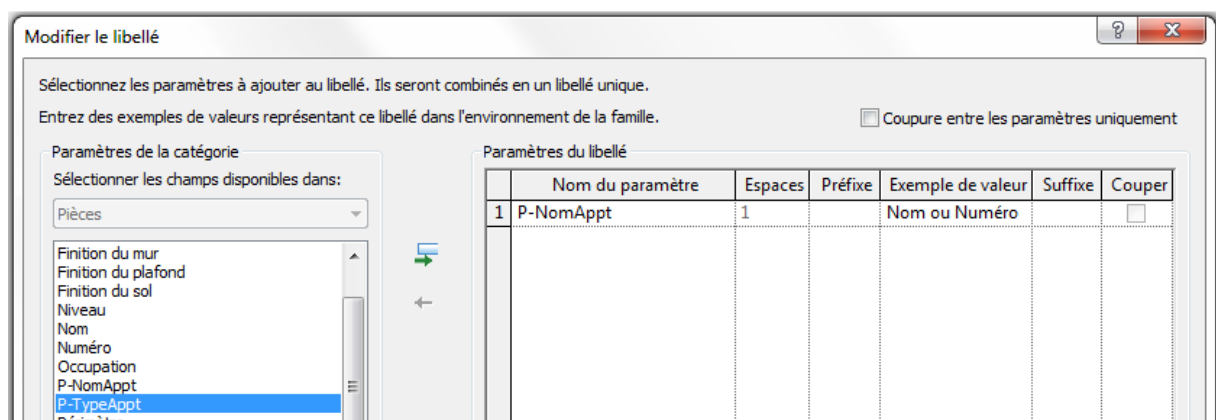 Modifier le libellé
Sélectionnez les paramètres à ajouter au libellé. Ils seront combinés en un libellé unique.
Entrez des exemples de valeurs représentant ce libellé dans l'environnement de la famille.
Coupure entre les paramètres uniquement
Paramètres de la catégorie
Sélectionner les champs disponibles dans:
Pièces
Finition du mur
Finition du plafond
Finition du sol
Niveau
Nom
Numéro
Occupation
P-NomAppt
P-TypeAppt
Paramètres du libellé
Nom du paramètre Espaces Préfixe Exemple de valeur Suffixe Couper
1 P-NomAppt 1 Nom ou Numéro